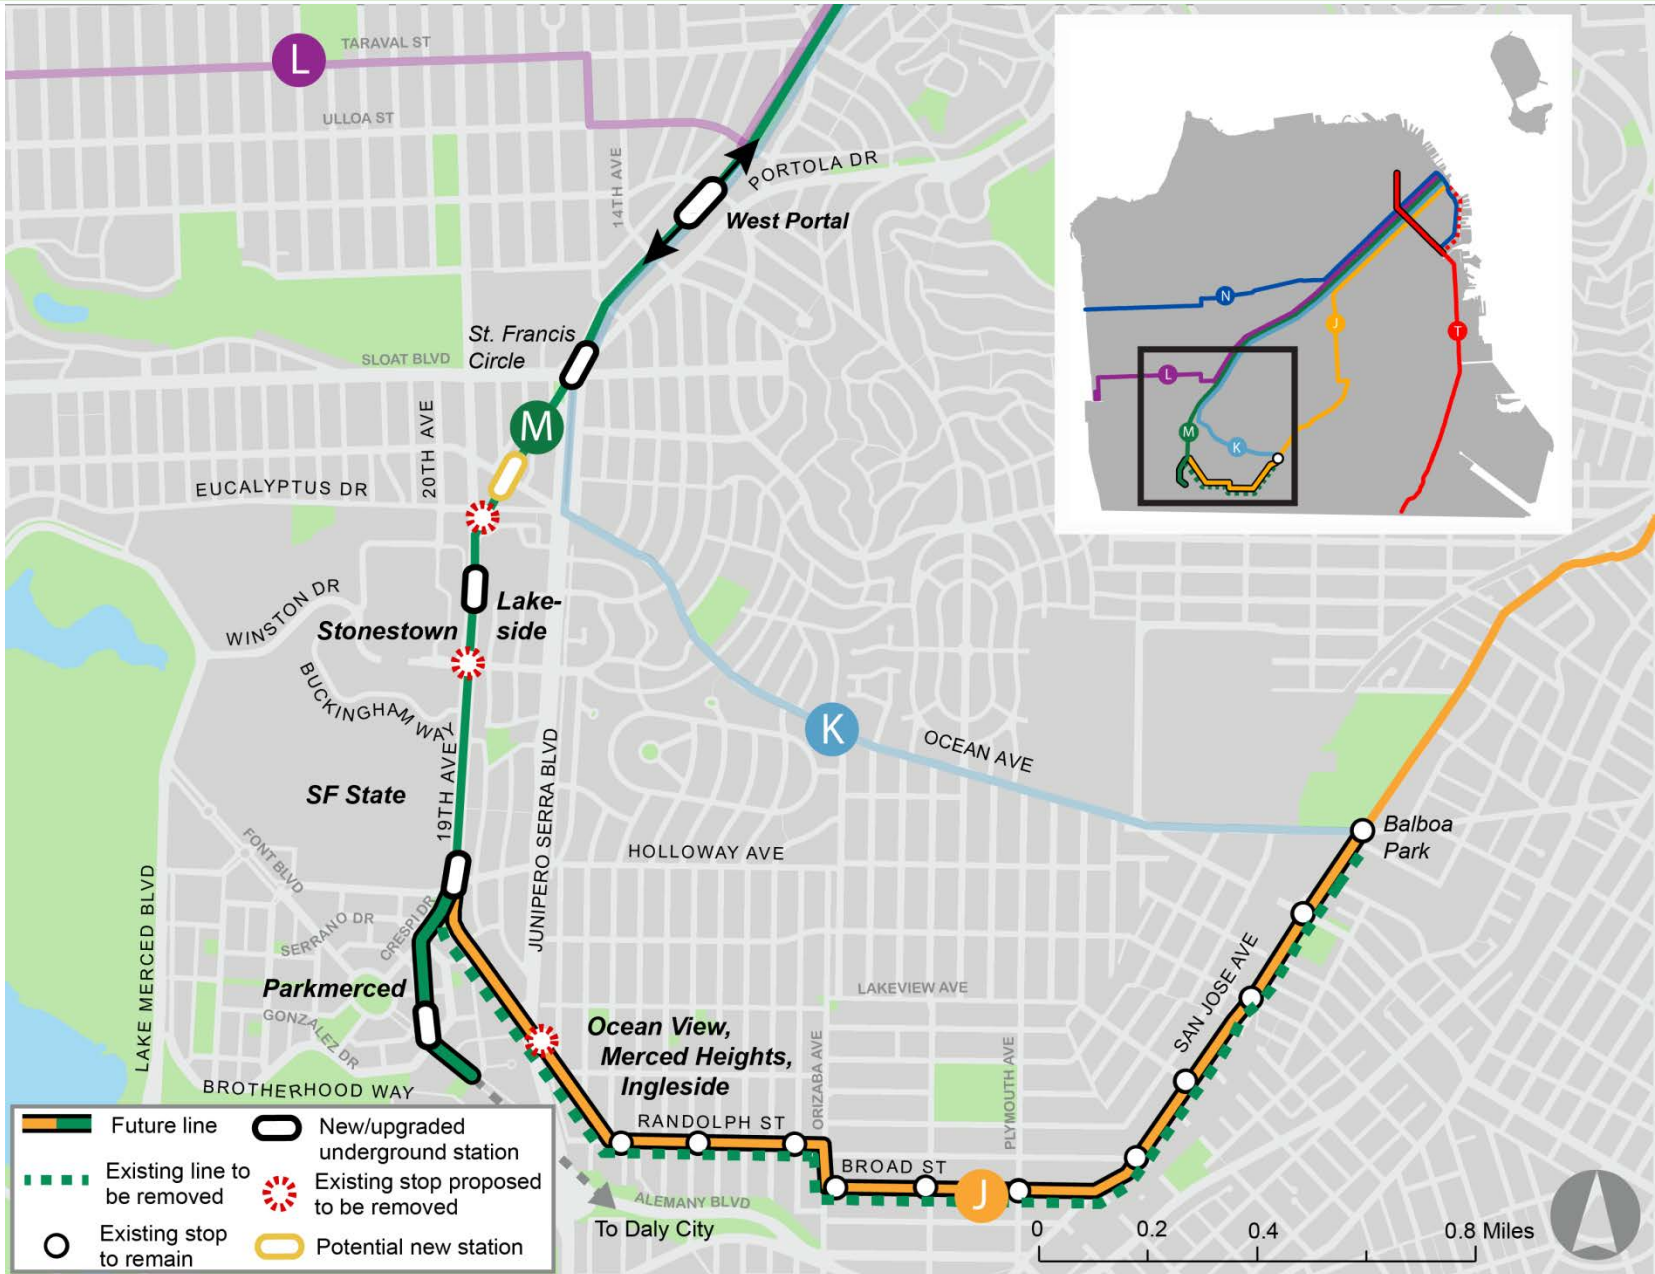 TARAVAL ST
L
ULLOA ST
14TH AVE
PORTOLA DR
West Portal
St. Francis
Circle
SLOAT BLVD
M
20TH AVE
EUCALYPTUS DR
WINSTON DR
Stonestown
Lake-
side
BUCKINGHAM WAY
19TH AVE
JUNIPERO SERRA BLVD
K
OCEAN AVE
SF State
FONT BLVD
HOLLOWAY AVE
Balboa
Park
LAKE MERCED BLVD
SERRANO DR
CRESPI DR
Parkmerced
GONZALEZ DR
BROTHERHOOD WAY
LAKEVIEW AVE
SAN JOSE AVE
Ocean View,
Merced Heights,
Ingleside
ORIZABA AVE
PLYMOUTH AVE
RANDOLPH ST
BROAD ST
J
ALEMANY BLVD
To Daly City
N
J
T
L
M
K
Future line
New/upgraded
underground station
Existing line to
be removed
Existing stop proposed
to be removed
Existing stop
to remain
Potential new station
0 0.2 0.4 0.8 Miles